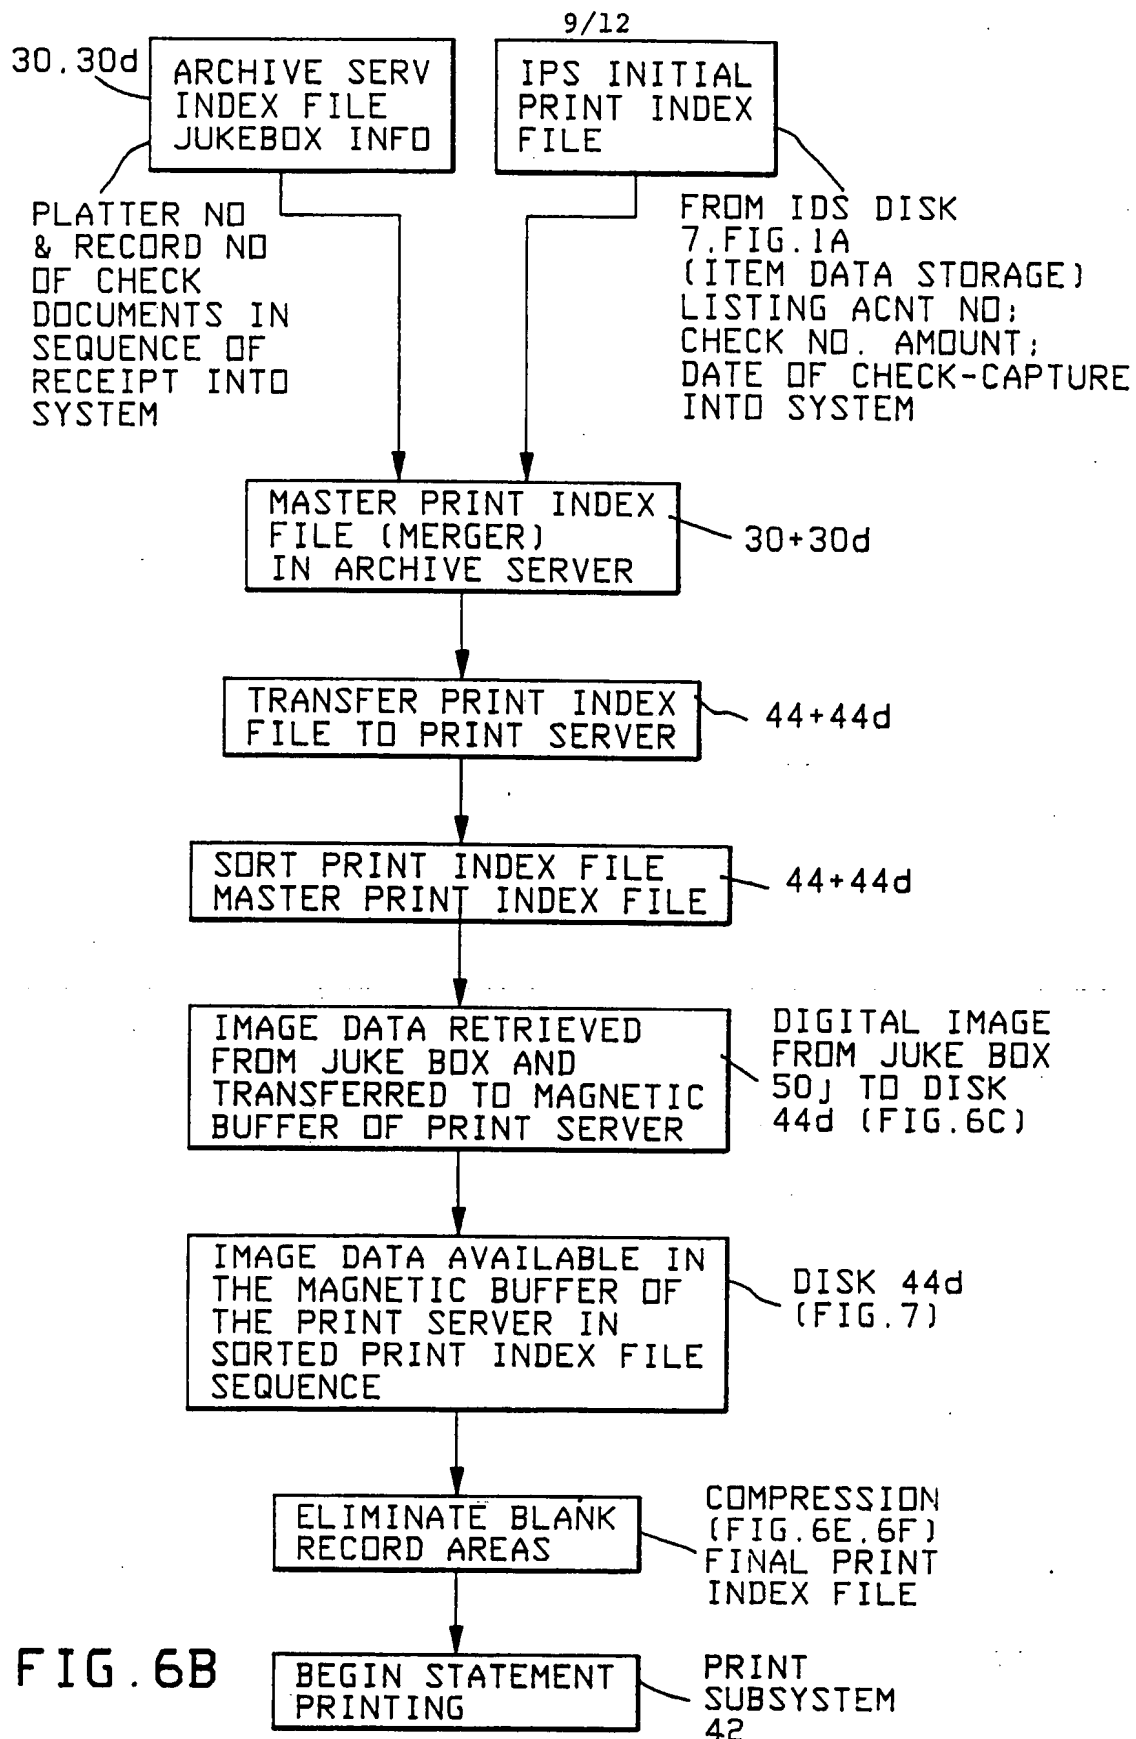 9/12
30,30d
ARCHIVE SERV
INDEX FILE
JUKEBOX INFO
IPS INITIAL
PRINT INDEX
FILE
PLATTER NO
& RECORD NO
OF CHECK
DOCUMENTS IN
SEQUENCE OF
RECEIPT INTO
SYSTEM
FROM IDS DISK
7,FIG.1A
(ITEM DATA STORAGE)
LISTING ACNT NO;
CHECK NO. AMOUNT;
DATE OF CHECK-CAPTURE
INTO SYSTEM
MASTER PRINT INDEX
FILE (MERGER)
IN ARCHIVE SERVER
30+30d
TRANSFER PRINT INDEX
FILE TO PRINT SERVER
44+44d
SORT PRINT INDEX FILE
MASTER PRINT INDEX FILE
44+44d
IMAGE DATA RETRIEVED
FROM JUKE BOX AND
TRANSFERRED TO MAGNETIC
BUFFER OF PRINT SERVER
DIGITAL IMAGE
FROM JUKE BOX
50j TO DISK
44d (FIG.6C)
IMAGE DATA AVAILABLE IN
THE MAGNETIC BUFFER OF
THE PRINT SERVER IN
SORTED PRINT INDEX FILE
SEQUENCE
DISK 44d
(FIG.7)
ELIMINATE BLANK
RECORD AREAS
COMPRESSION
(FIG.6E,6F)
FINAL PRINT
INDEX FILE
BEGIN STATEMENT
PRINTING
PRINT
SUBSYSTEM
42
FIG.6B